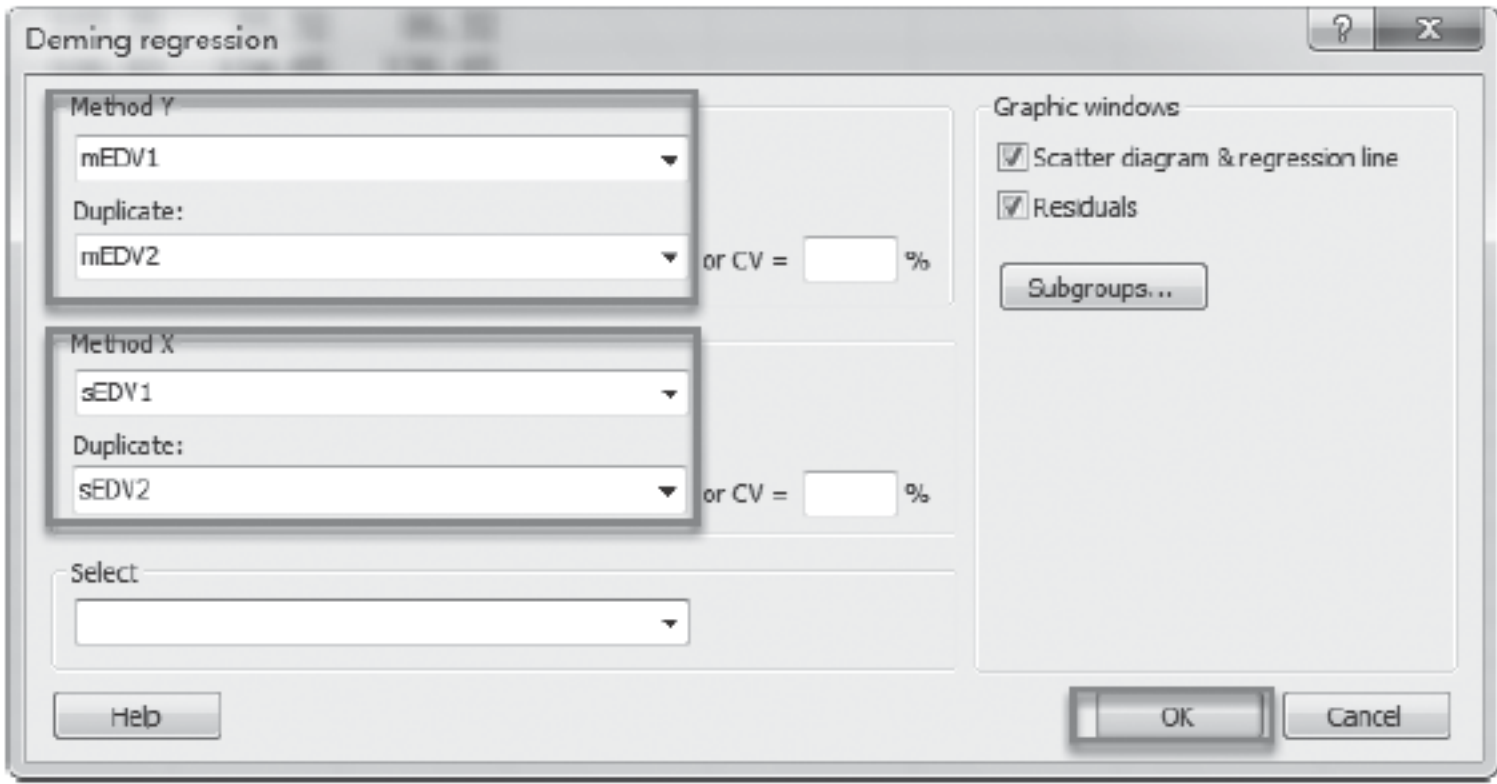 Deming regression
Method Y
mEDV1
Duplicate:
mEDV2
or CV = %
Method X
sEDV1
Duplicate:
sEDV2
or CV = %
Select
Graphic windows
Scatter diagram & regression line
Residuals
Subgroups...
Help
OK
Cancel